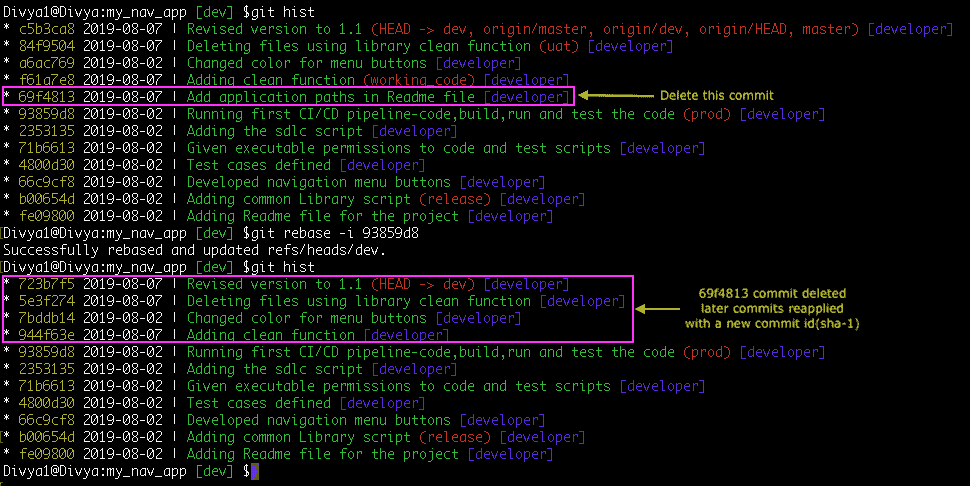 Divya1@Divya:my_nav_app [dev] $git hist
* c5b3ca8 2019-08-07 | Revised version to 1.1 (HEAD -> dev, origin/master, origin/dev, origin/HEAD, master) [developer]
* 84f9504 2019-08-07 | Deleting files using library clean function (uat) [developer]
* a6ac769 2019-08-07 | Changed color for menu buttons [developer]
* f61a7e8 2019-08-07 | Adding clean function (working_code) [developer]
* 69f4813 2019-08-07 | Add application paths in Readme file [developer] Delete this commit
* 93859d8 2019-08-02 | Running first CI/CD pipeline-code,build,run and test the code (prod) [developer]
* 2353135 2019-08-02 | Adding the sdlc script [developer]
* 71b6613 2019-08-02 | Given executable permissions to code and test scripts [developer]
* 4800d30 2019-08-02 | Test cases defined [developer]
* 66c9cf8 2019-08-02 | Developed navigation menu buttons [developer]
* b00654d 2019-08-02 | Adding common Library script (release) [developer]
* fe09800 2019-08-02 | Adding Readme file for the project [developer]
Divya1@Divya:my_nav_app [dev] $git rebase -i 93859d8
Successfully rebased and updated refs/heads/dev.
Divya1@Divya:my_nav_app [dev] $git hist
* 723b7f5 2019-08-07 | Revised version to 1.1 (HEAD -> dev) [developer]
* 5e3f274 2019-08-07 | Deleting files using library clean function [developer]
* 7bddb14 2019-08-07 | Changed color for menu buttons [developer]
* 944f63e 2019-08-07 | Adding clean function [developer]
69f4813 commit deleted
later commits reapplied
with a new commit id(sha-1)
* 93859d8 2019-08-02 | Running first CI/CD pipeline-code,build,run and test the code (prod) [developer]
* 2353135 2019-08-02 | Adding the sdlc script [developer]
* 71b6613 2019-08-02 | Given executable permissions to code and test scripts [developer]
* 4800d30 2019-08-02 | Test cases defined [developer]
* 66c9cf8 2019-08-02 | Developed navigation menu buttons [developer]
* b00654d 2019-08-02 | Adding common Library script (release) [developer]
* fe09800 2019-08-02 | Adding Readme file for the project [developer]
Divya1@Divya:my_nav_app [dev] $